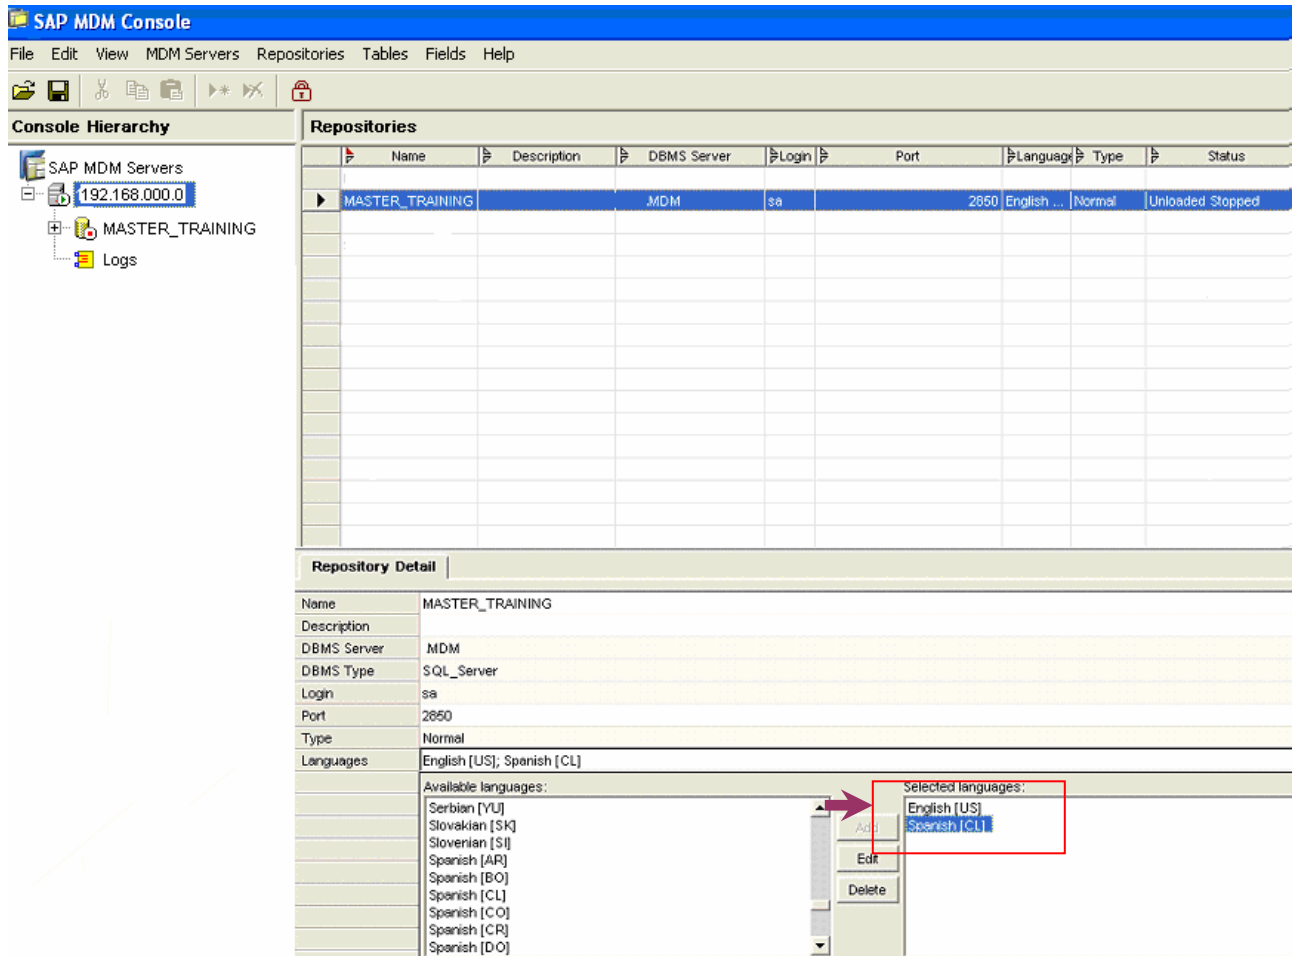 SAP MDM Console
File Edit View MDM Servers Repositories Tables Fields Help
Console Hierarchy
SAP MDM Servers
192.168.000.0
MASTER_TRAINING
Logs
Repositories
Name Description DBMS Server Login Port Language Type Status
MASTER_TRAINING .MDM sa 2850 English ... Normal Unloaded Stopped
Repository Detail
Name MASTER_TRAINING
Description
DBMS Server .MDM
DBMS Type SQL_Server
Login sa
Port 2850
Type Normal
Languages English [US]; Spanish [CL]
Available languages:
Serbian [YU]
Slovakian [SK]
Slovenian [SI]
Spanish [AR]
Spanish [BO]
Spanish [CL]
Spanish [CO]
Spanish [CR]
Spanish [DO]
Add
Edit
Delete
Selected languages:
English [US]
Spanish [CL]